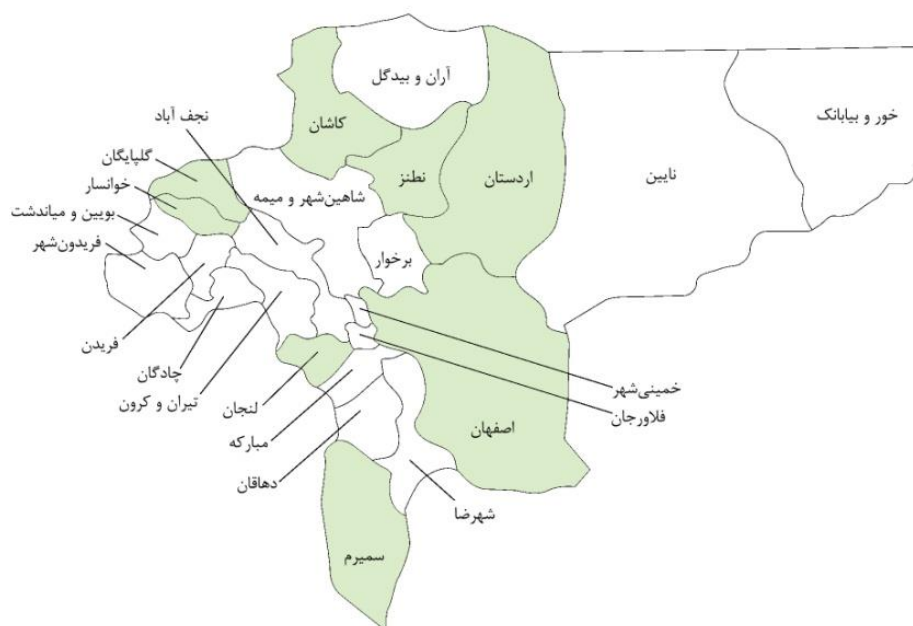 آران و بیدگل
خور و بیابانک
نجف آباد
کاشان
گلپایگان
نطنز
اردستان
نایین
خوانسار
شاهین‌شهر و میمه
بویین و میاندشت
فریدون‌شهر
برخوار
فریدن
چادگان
خمینی‌شهر
تیران و کرون
لنجان
فلاورجان
اصفهان
مبارکه
دهاقان
شهرضا
سمیرم